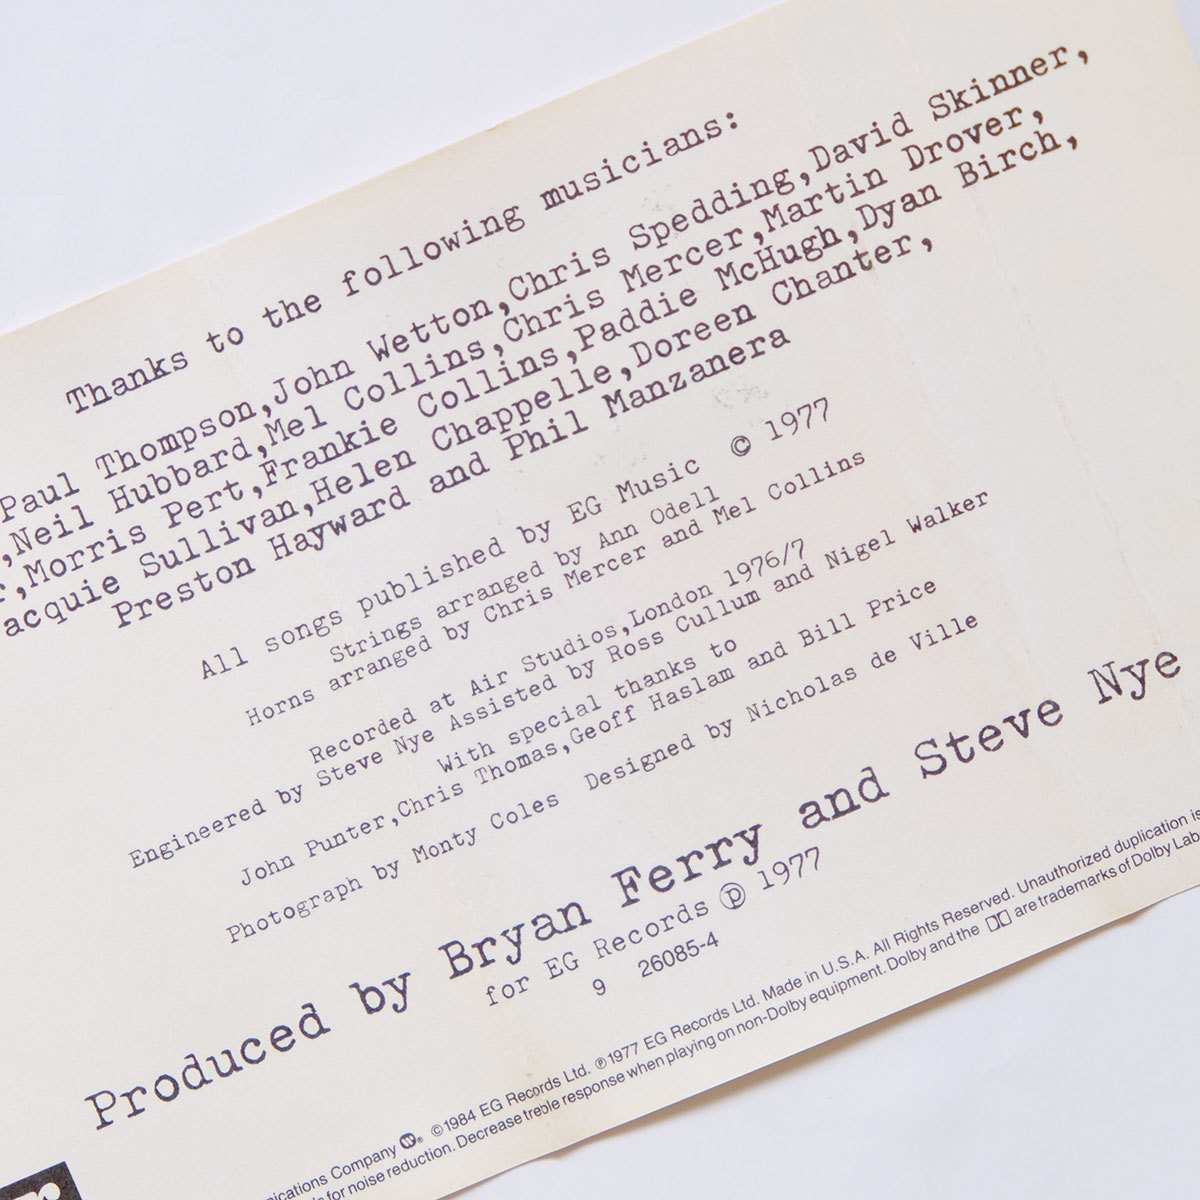 Thanks to the following musicians:
Paul Thompson,John Wetton,Chris Spedding,David Skinner,
,Neil Hubbard,Mel Collins,Chris Mercer,Martin Drover,
r,Morris Pert,Frankie Collins,Paddie McHugh,Dyan Birch,
acquie Sullivan,Helen Chappelle,Doreen Chanter,
Preston Hayward and Phil Manzanera
All songs published by EG Music © 1977
Strings arranged by Ann Odell
Horns arranged by Chris Mercer and Mel Collins
Recorded at Air Studios,London 1976/7
Engineered by Steve Nye Assisted by Ross Cullum and Nigel Walker
With special thanks to
John Punter,Chris Thomas,Geoff Haslam and Bill Price
Photograph by Monty Coles Designed by Nicholas de Ville
Produced by Bryan Ferry and Steve Nye
for EG Records ℗ 1977
9 26085-4
nications Company ©1984 EG Records Ltd. ℗1977 EG Records Ltd. Made in U.S.A. All Rights Reserved. Unauthorized duplication is
for noise reduction. Decrease treble response when playing on non-Dolby equipment. Dolby and the are trademarks of Dolby Lab